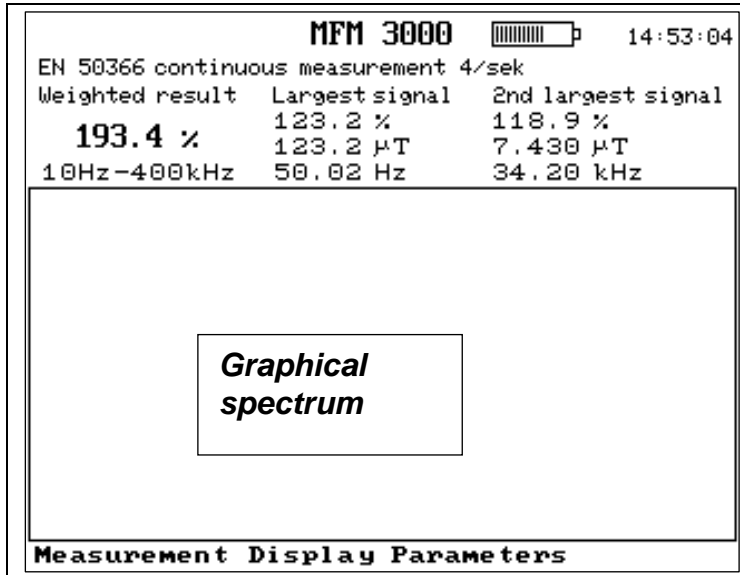 MFM 3000 14:53:04
EN 50366 continuous measurement 4/sek
Weighted result Largest signal 2nd largest signal
193.4 % 123.2 % 118.9 %
123.2 µT 7.430 µT
10Hz-400kHz 50.02 Hz 34.20 kHz
Graphical
spectrum
Measurement Display Parameters